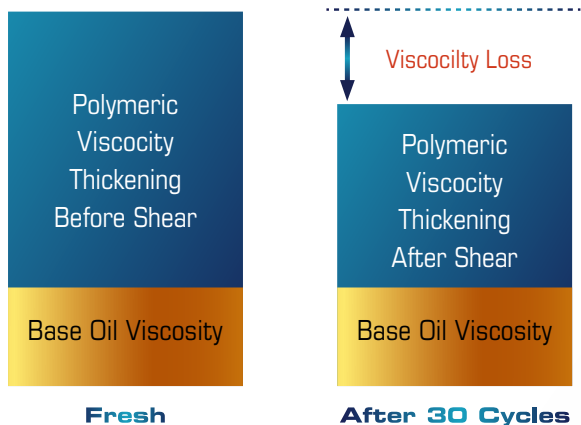 Polymeric
Viscocity
Thickening
Before Shear
Base Oil Viscosity
Fresh
Viscocilty Loss
Polymeric
Viscocity
Thickening
After Shear
Base Oil Viscosity
After 30 Cycles